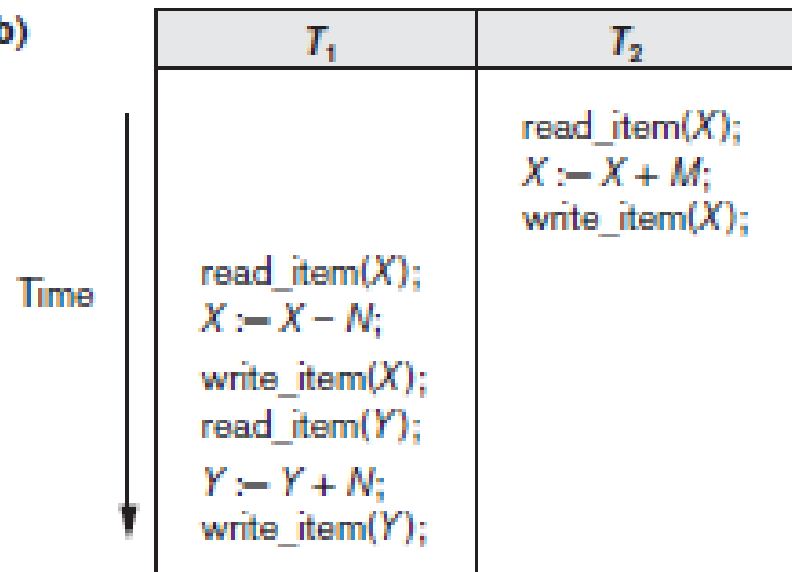 b)
T₁ T₂
read_item(X);
X := X + M;
write_item(X);
Time
read_item(X);
X := X – N;
write_item(X);
read_item(Y);
Y := Y + N;
write_item(Y);